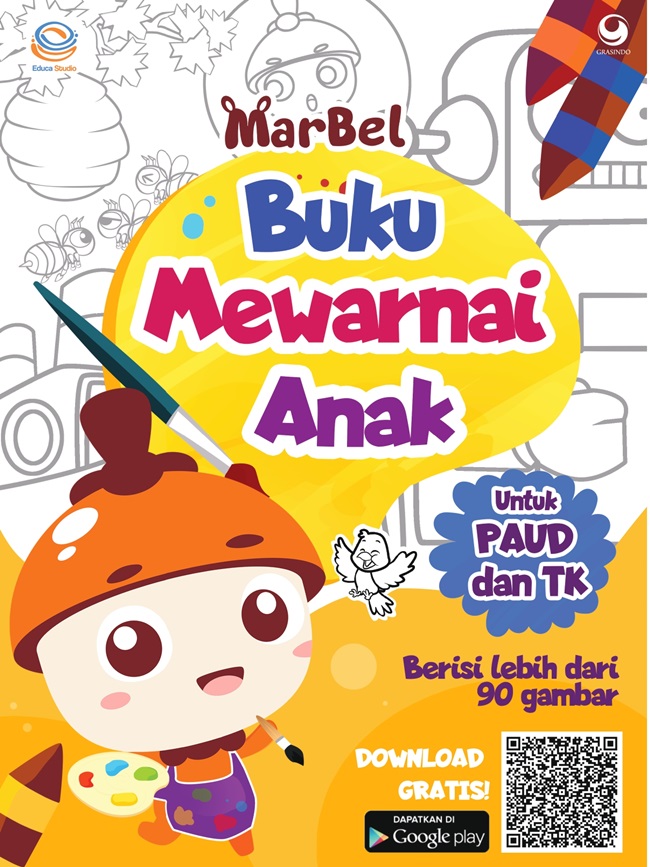 Educa Studio
GRASINDO
MarBel
Buku
Mewarnai
Anak
Untuk
PAUD
dan TK
Berisi lebih dari
90 gambar
DOWNLOAD
GRATIS!
DAPATKAN DI
Google play